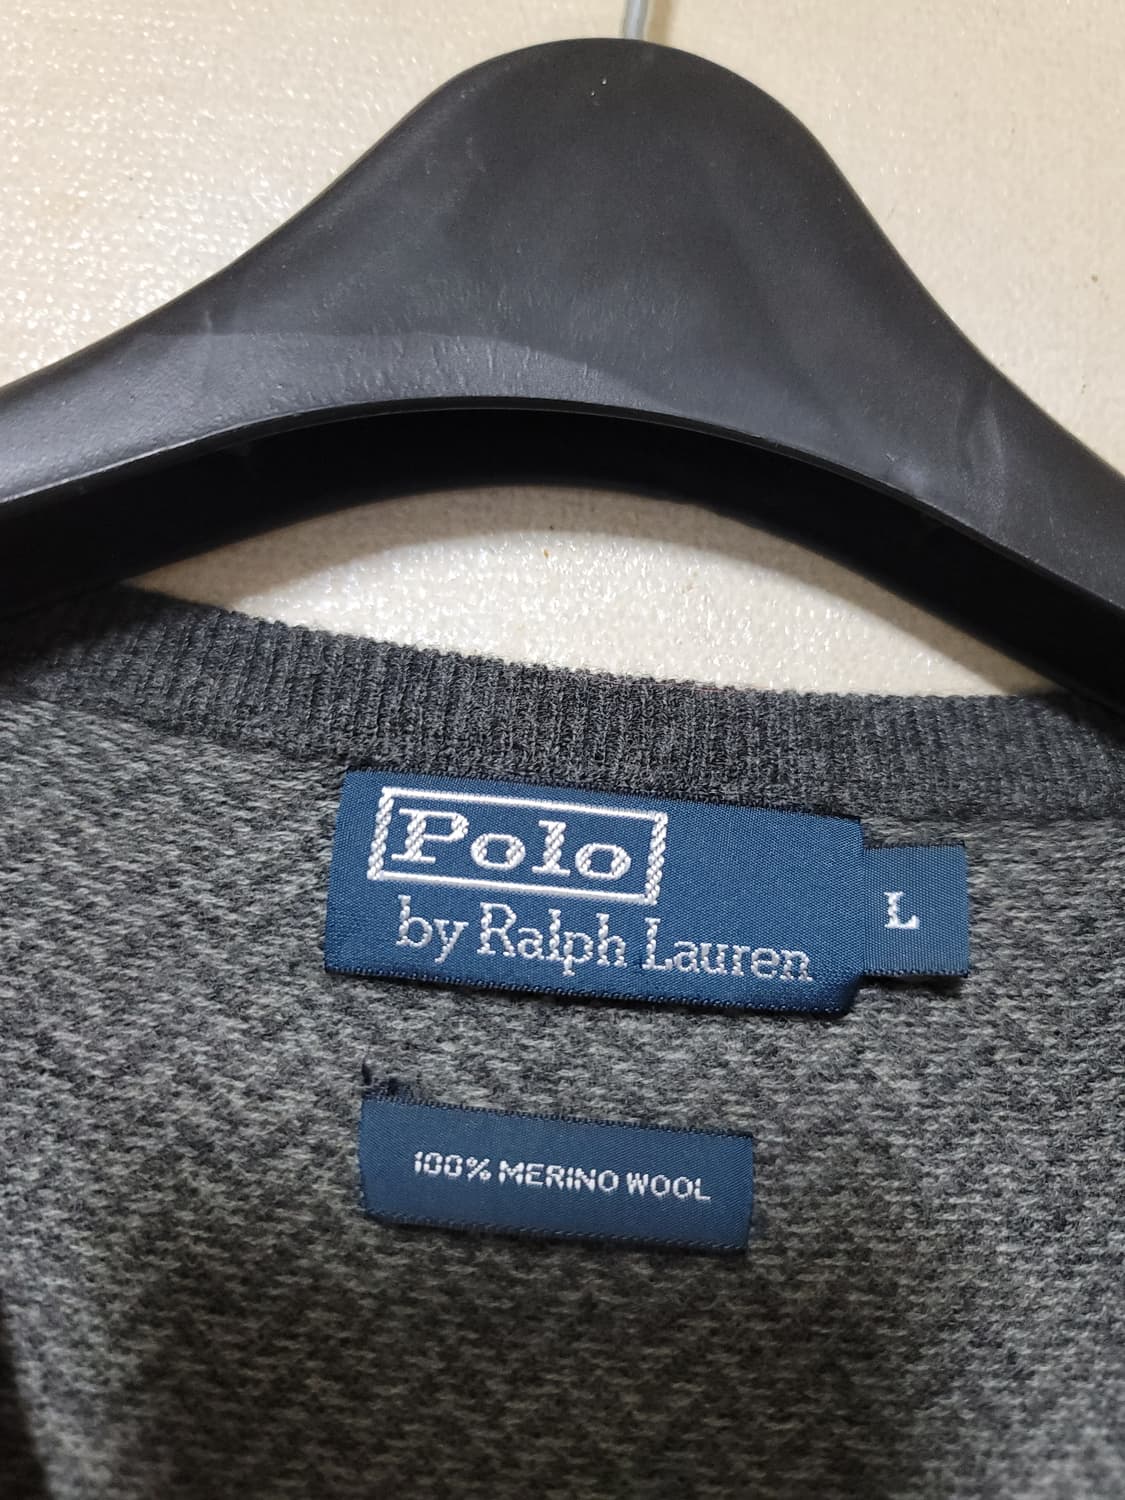 Polo
by Ralph Lauren
L
100% MERINO WOOL